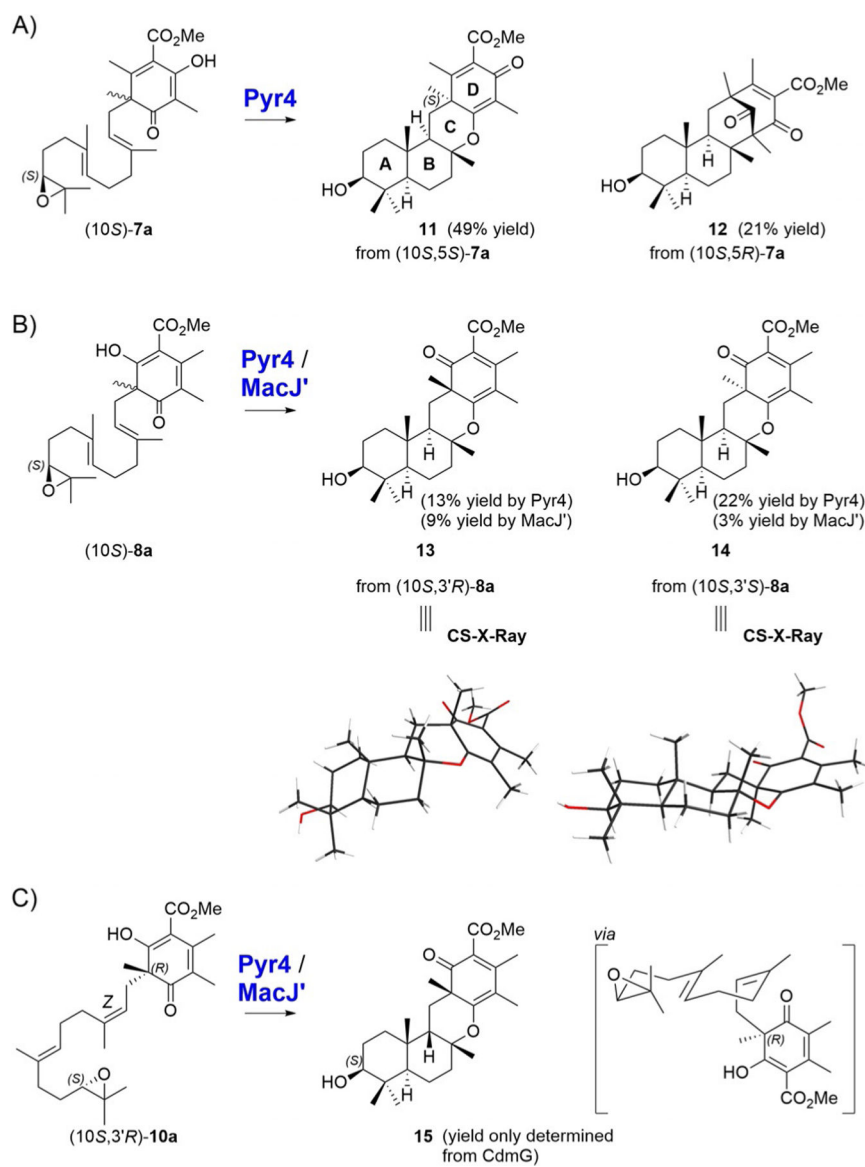 A)
CO₂Me
OH
O
(S)
O
(10S)-7a
Pyr4
CO₂Me
O
(S)
D
H
C
O
A
B
HO
H
11 (49% yield)
from (10S,5S)-7a
CO₂Me
O
O
H
HO
H
12 (21% yield)
from (10S,5R)-7a
B)
CO₂Me
HO
O
(S)
O
(10S)-8a
Pyr4 /
MacJ'
CO₂Me
O
O
H
HO
H
(13% yield by Pyr4)
(9% yield by MacJ')
13
from (10S,3'R)-8a
CS-X-Ray
CO₂Me
O
O
H
HO
H
(22% yield by Pyr4)
(3% yield by MacJ')
14
from (10S,3'S)-8a
CS-X-Ray
C)
CO₂Me
HO
(R)
O
Z
(S)
O
(10S,3'R)-10a
Pyr4 /
MacJ'
CO₂Me
O
O
(S)
H
HO
H
15 (yield only determined
from CdmG)
via
O
O
(R)
HO
CO₂Me